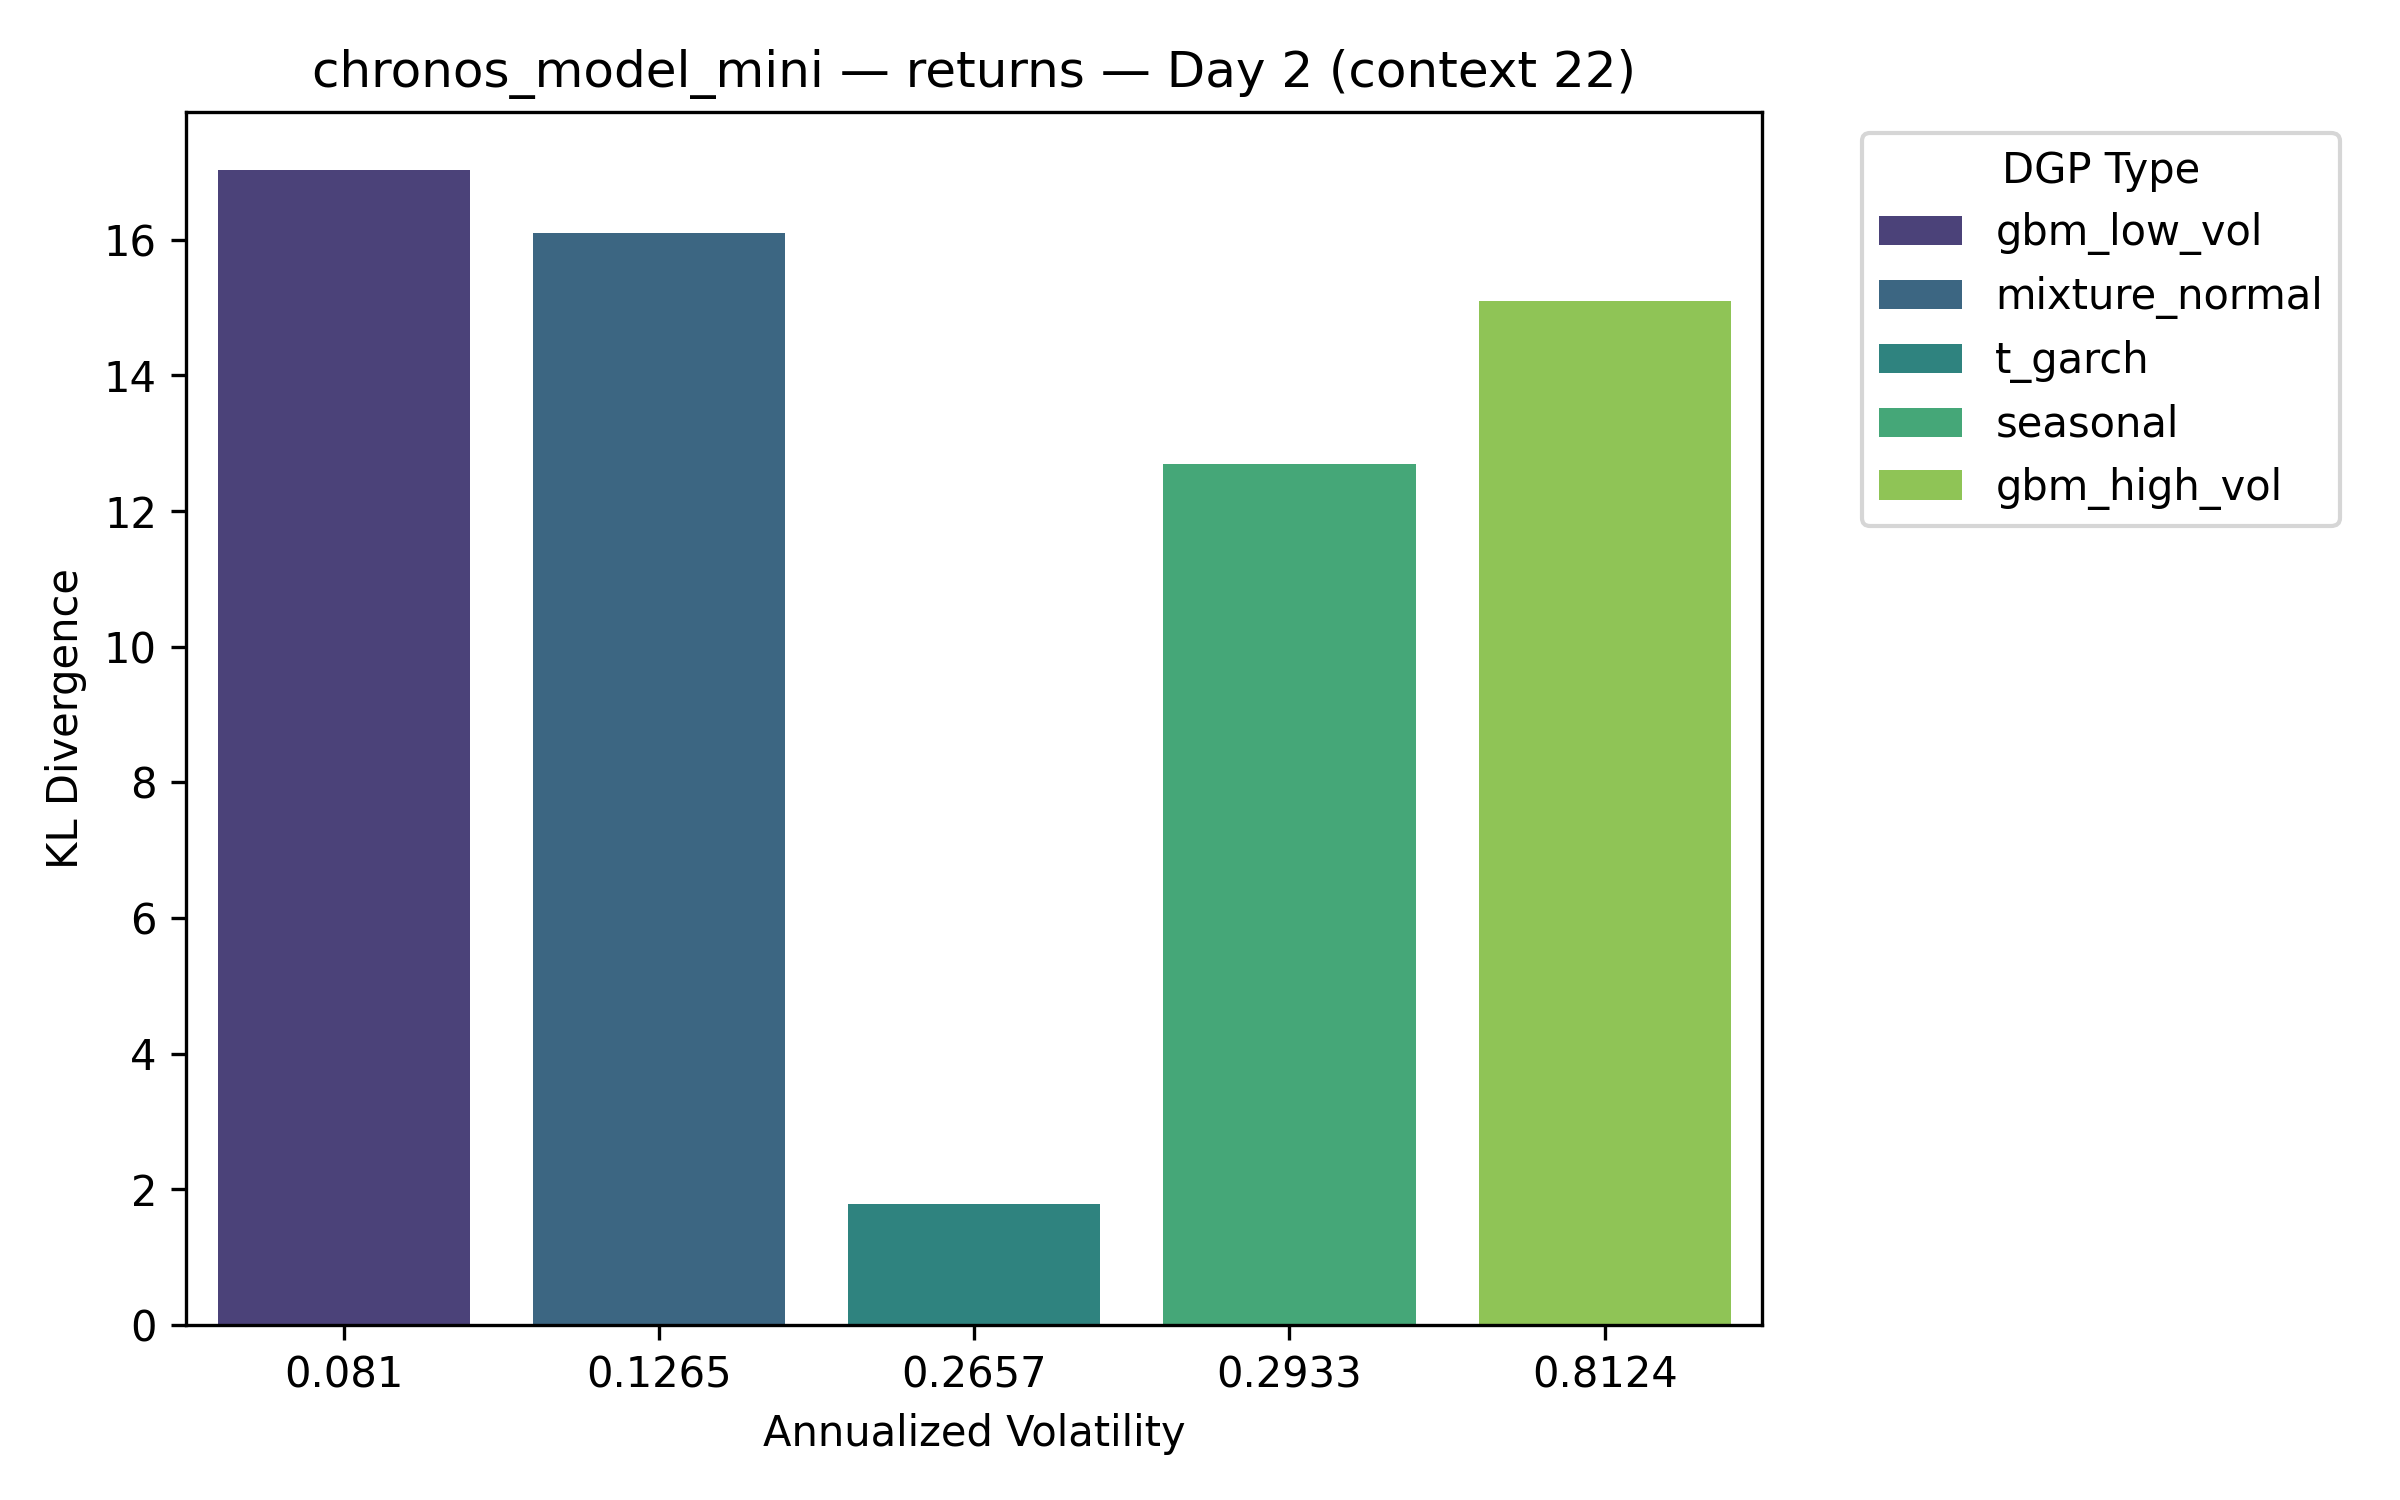 chronos_model_mini — returns — Day 2 (context 22)
KL Divergence
16
14
12
10
8
6
4
2
0
0.081 0.1265 0.2657 0.2933 0.8124
Annualized Volatility
DGP Type
gbm_low_vol
mixture_normal
t_garch
seasonal
gbm_high_vol